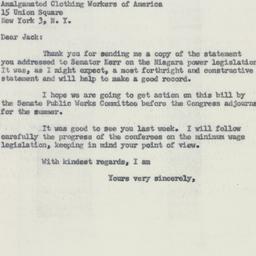 Amalgamated Clothing Workers of America
15 Union Square
New York 3, N. Y.
Dear Jack:
Thank you for sending me a copy of the statement
you addressed to Senator Kerr on the Niagara power legislation
It was, as I might expect, a most forthright and constructive
statement and will help to make a good record.
I hope we are going to get action on this bill by
the Senate Public Works Committee before the Congress adjourns
for the summer.
It was good to see you last week. I will follow
carefully the progress of the conferees on the minimum wage
legislation, keeping in mind your point of view.
With kindest regards, I am
Yours very sincerely,